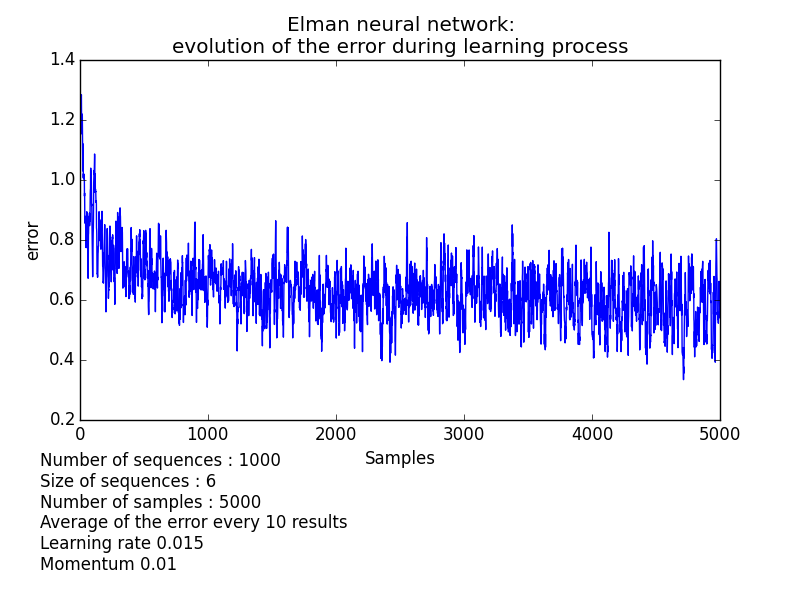 Elman neural network:
evolution of the error during learning process
1.4
1.2
1.0
0.8
0.6
0.4
0.2
error
0 1000 2000 3000 4000 5000
Samples
Number of sequences : 1000
Size of sequences : 6
Number of samples : 5000
Average of the error every 10 results
Learning rate 0.015
Momentum 0.01